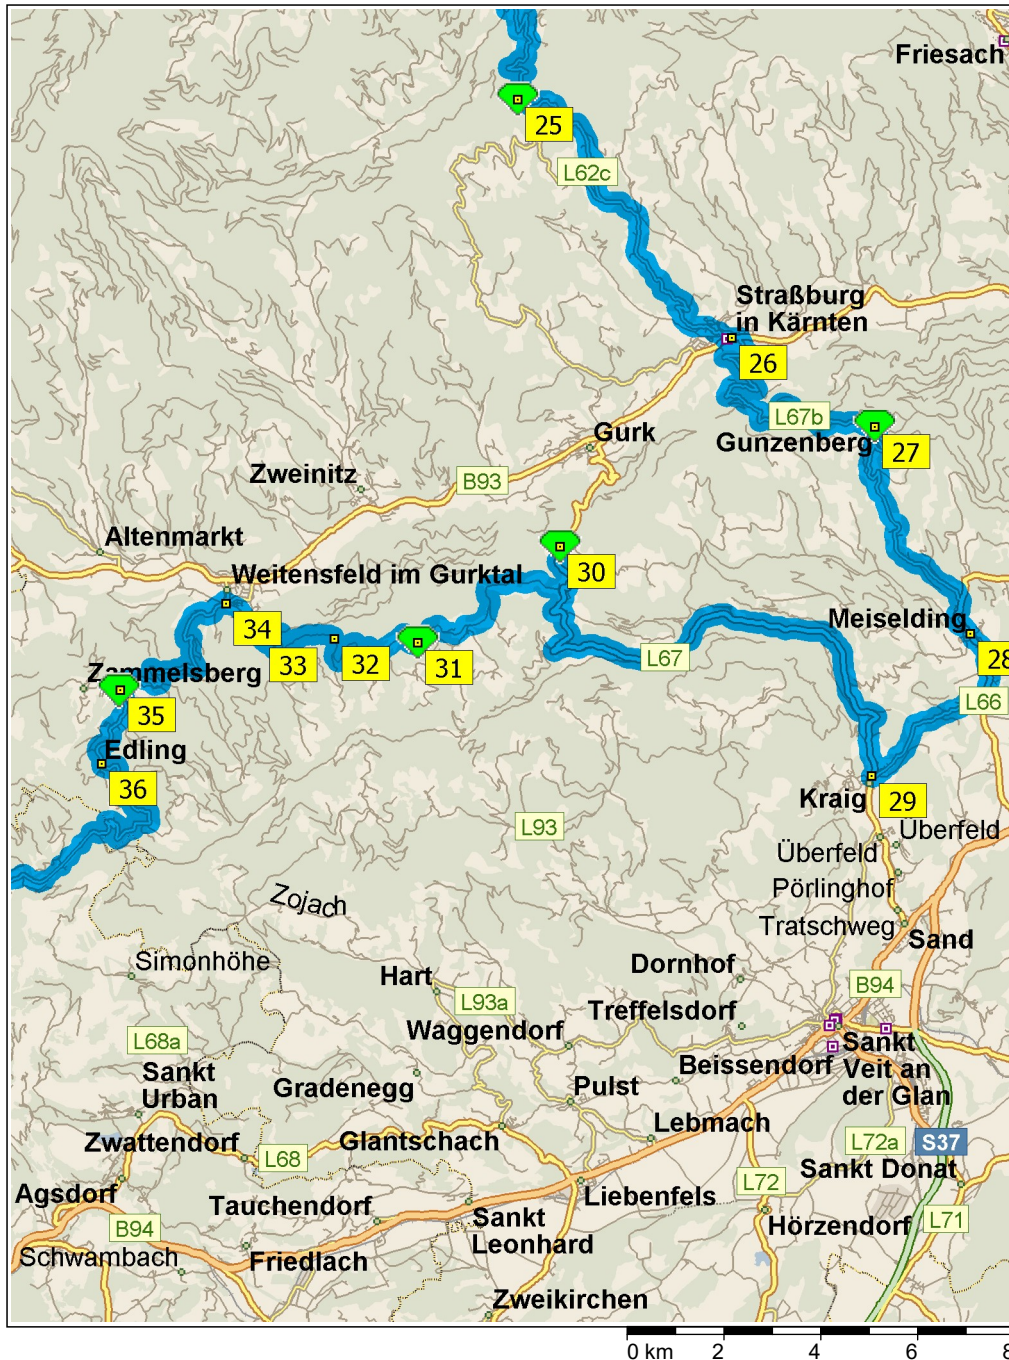 Friesach
25
L62c
Straßburg
in Kärnten
26
L67b
Gunzenberg
27
Gurk
Zweinitz
B93
Altenmarkt
30
Weitensfeld im Gurktal
Meiselding
34
33
32
31
L67
28
Zammelsberg
L66
35
Edling
36
Kraig
29
L93
Überfeld
Überfeld
Pörlinghof
Zojach
Tratschweg
Sand
Simonhöhe
Hart
Dornhof
B94
L93a
Treffelsdorf
Waggendorf
L68a
Sankt
Veit an
der Glan
Beissendorf
Sankt
Urban
Gradenegg
Pulst
Lebmach
Zwattendorf
Glantschach
L72a
S37
L68
Sankt Donat
L72
Agsdorf
Tauchendorf
Liebenfels
Sankt
Leonhard
Hörzendorf
L71
B94
Schwambach
Friedlach
Zweikirchen
0 km 2 4 6 8